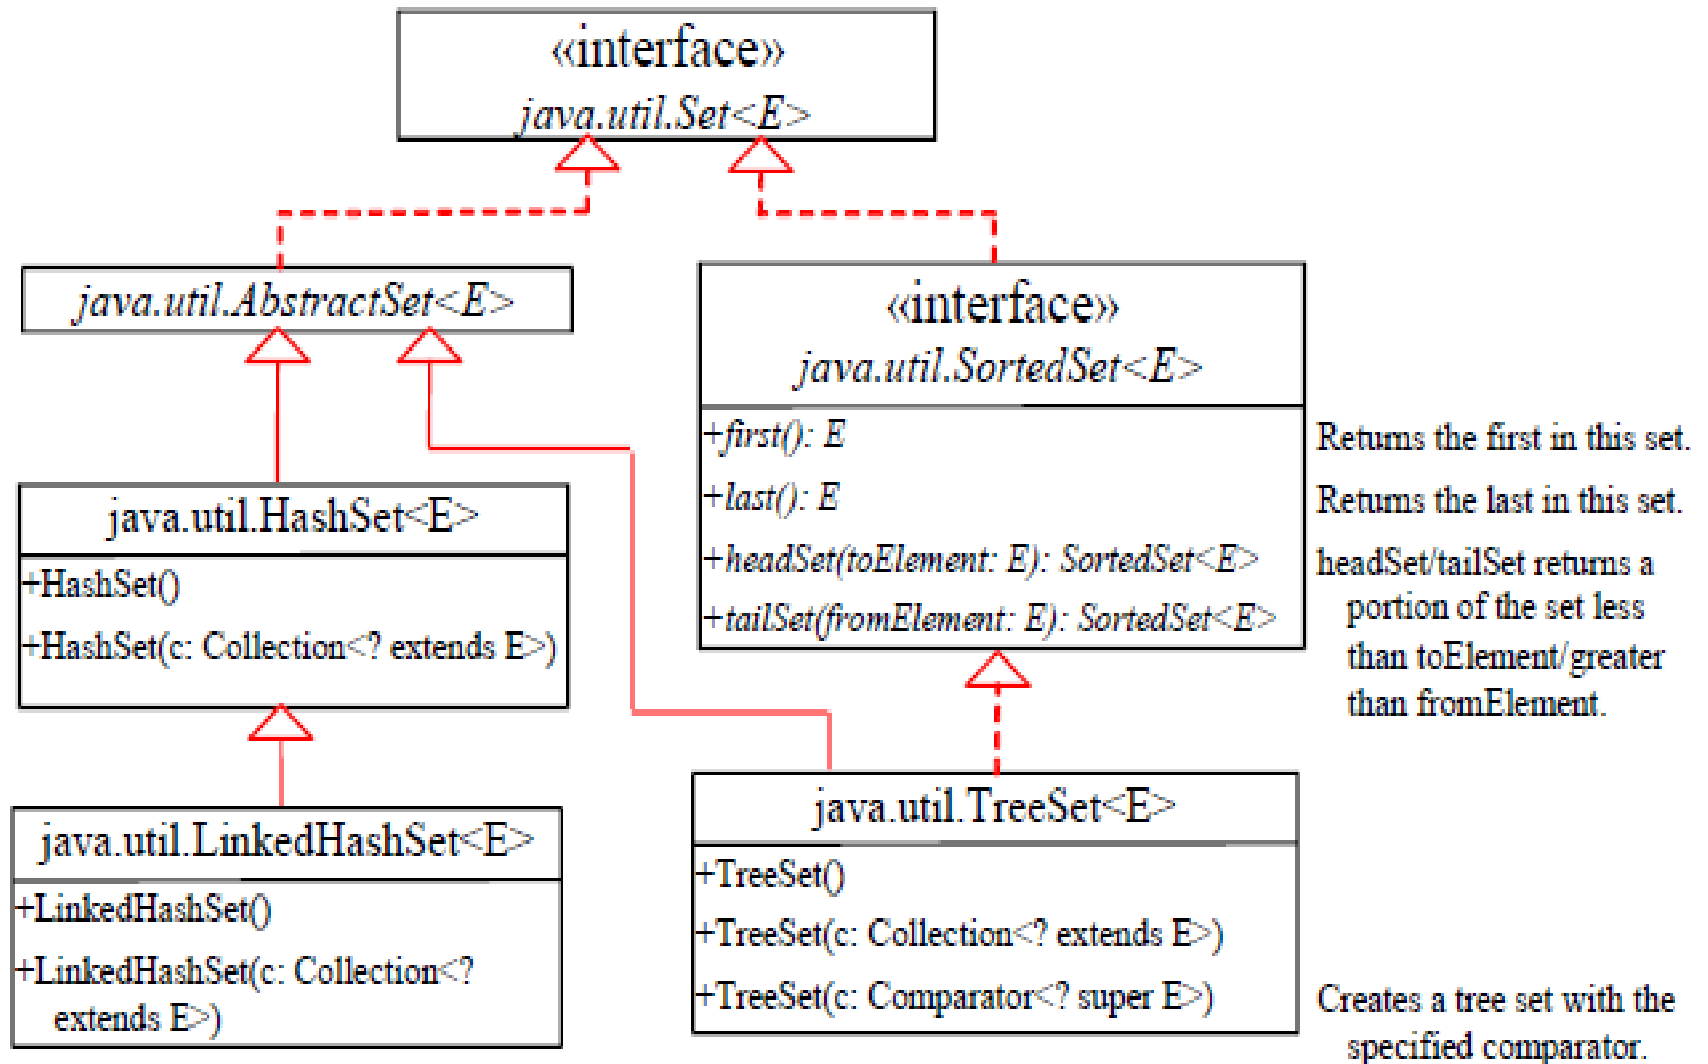 «interface»
java.util.Set<E>
java.util.AbstractSet<E>
«interface»
java.util.SortedSet<E>
+first(): E
Returns the first in this set.
+last(): E
Returns the last in this set.
+headSet(toElement: E): SortedSet<E>
+tailSet(fromElement: E): SortedSet<E>
headSet/tailSet returns a
portion of the set less
than toElement/greater
than fromElement.
java.util.HashSet<E>
+HashSet()
+HashSet(c: Collection<? extends E>)
java.util.LinkedHashSet<E>
+LinkedHashSet()
+LinkedHashSet(c: Collection<?
extends E>)
java.util.TreeSet<E>
+TreeSet()
+TreeSet(c: Collection<? extends E>)
+TreeSet(c: Comparator<? super E>)
Creates a tree set with the
specified comparator.